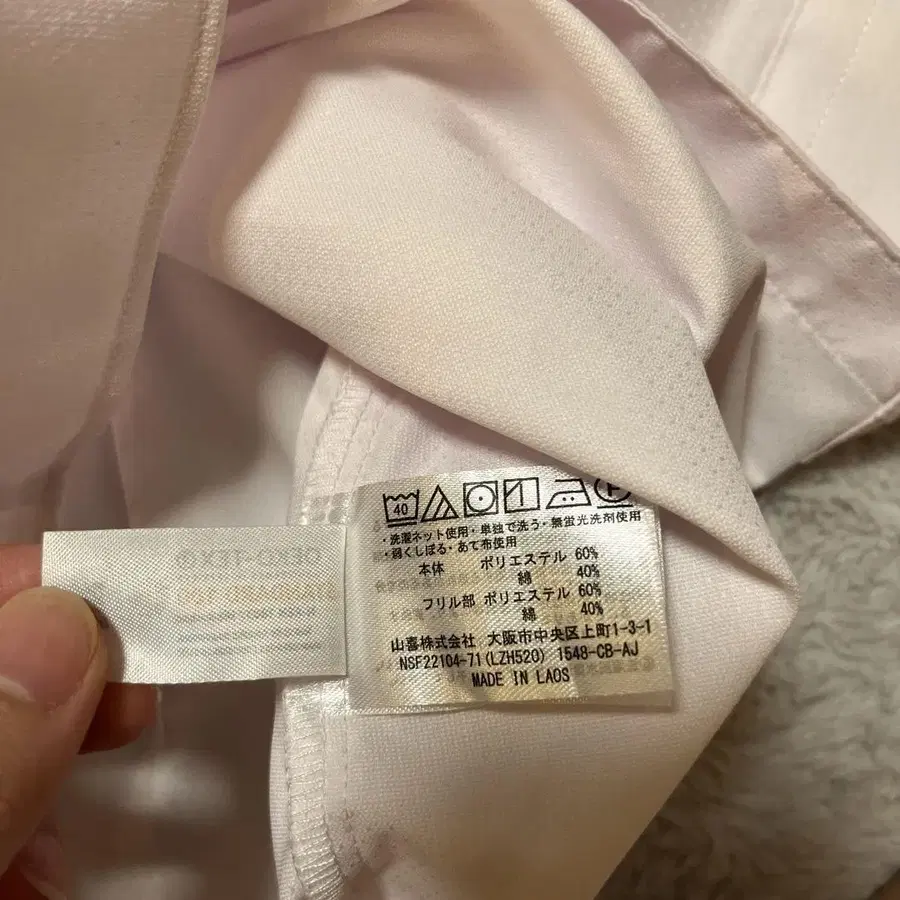 40
P
・洗濯ネット使用・単独で洗う・無蛍光洗剤使用
・弱くしぼる・あて布使用
本体 ポリエステル 60%
綿 40%
フリル部 ポリエステル 60%
綿 40%
山喜株式会社 大阪市中央区上町1-3-1
NSF22104-71(LZH520) 1548-CB-AJ
MADE IN LAOS